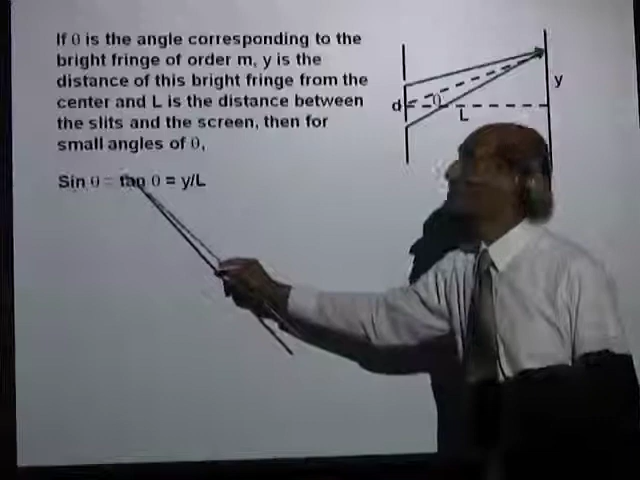 If θ is the angle corresponding to the
bright fringe of order m, y is the
distance of this bright fringe from the
center and L is the distance between
the slits and the screen, then for
small angles of θ,
Sin θ = tan θ = y/L
y
d
θ
L